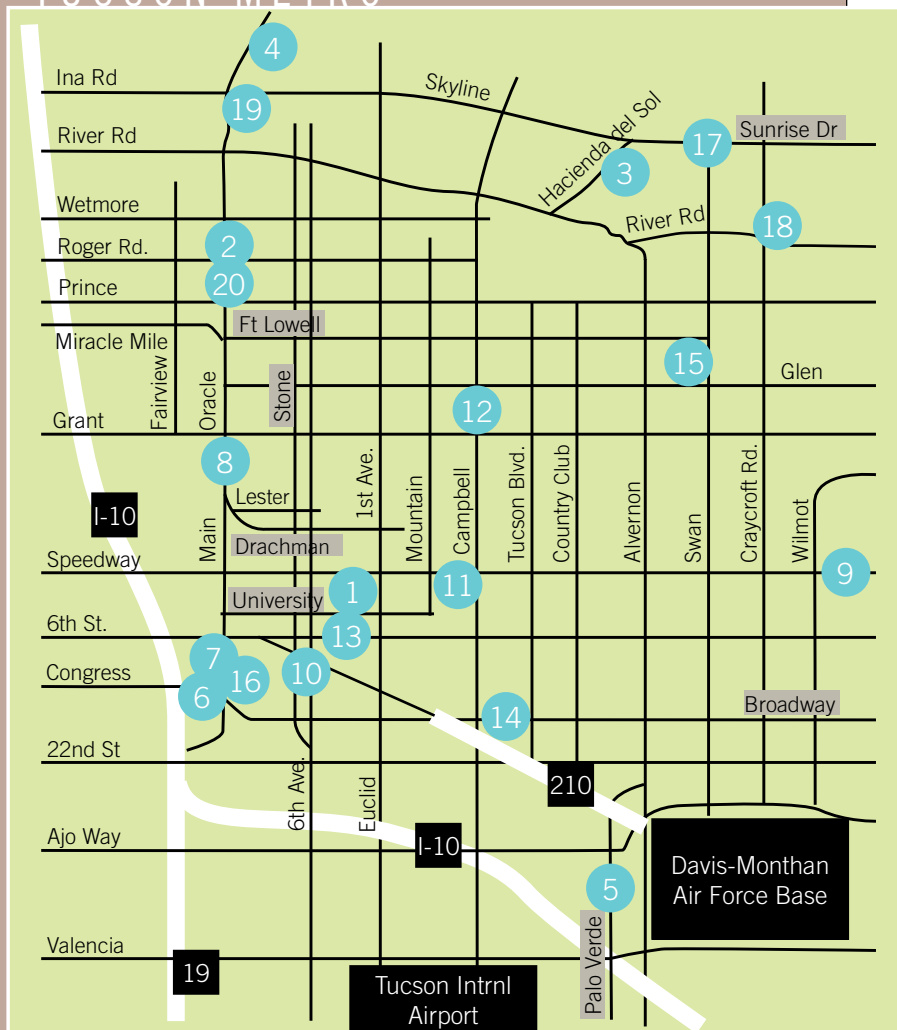 TUCSON METRO
4
Ina Rd
Skyline
19
Sunrise Dr
17
River Rd
Hacienda del Sol
3
Wetmore
River Rd
18
2
Roger Rd.
20
Prince
Ft Lowell
Miracle Mile
15
Glen
Fairview
Oracle
Stone
12
Grant
8
Lester
1st Ave.
Mountain
Campbell
Tucson Blvd.
Country Club
Alvernon
Swan
Craycroft Rd.
Wilmot
I-10
Main
Drachman
Speedway
9
1
11
University
6th St.
13
7
10
Congress
16
6
14
Broadway
22nd St
6th Ave.
Euclid
210
Ajo Way
I-10
Davis-Monthan
Air Force Base
5
Valencia
19
Palo Verde
Tucson Intrnl
Airport